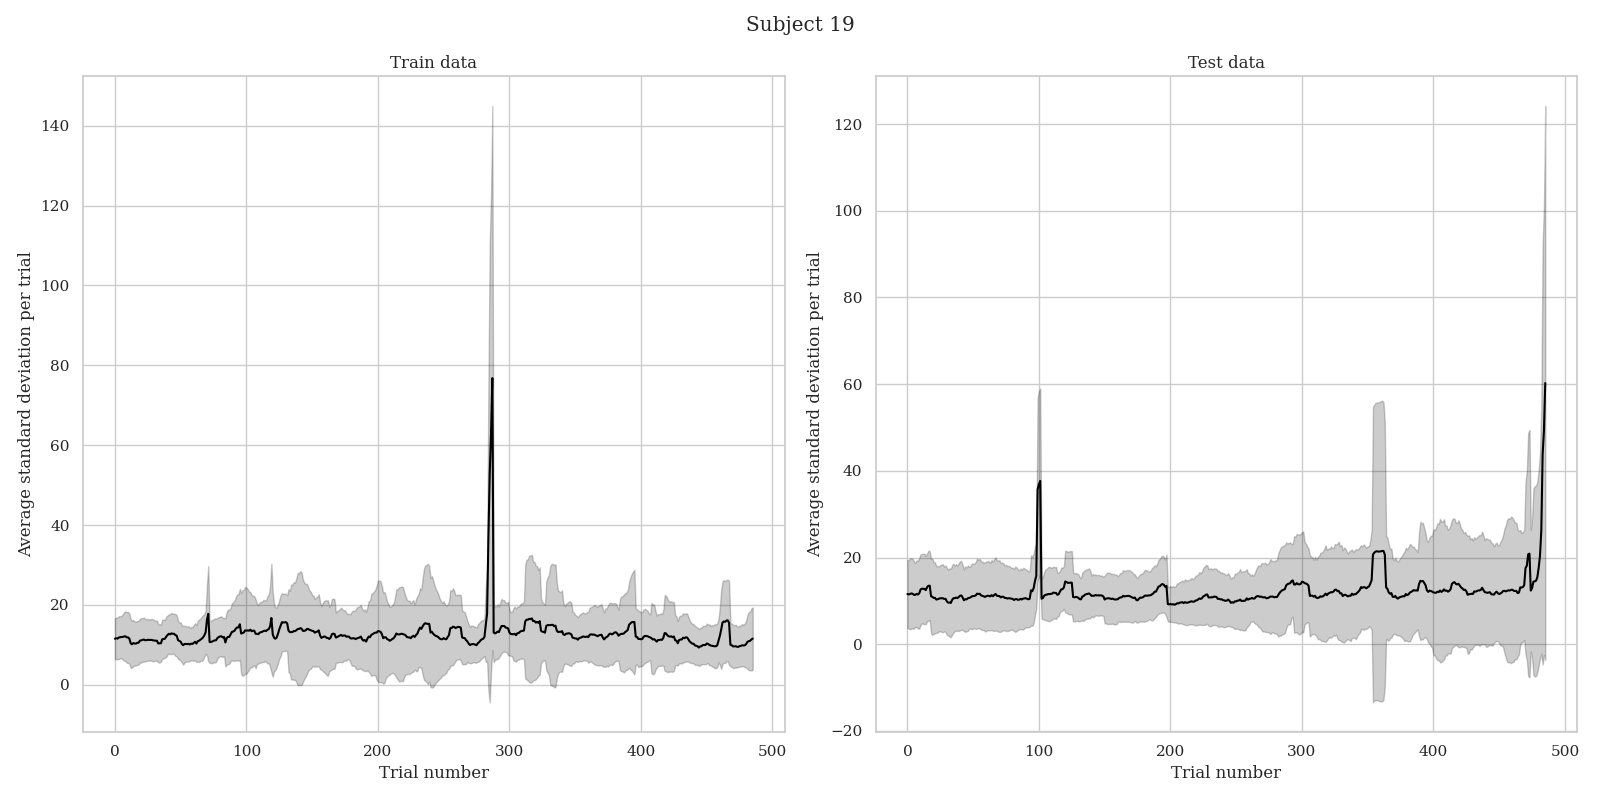 Subject 19
Train data
Average standard deviation per trial
140
120
100
80
60
40
20
0
0 100 200 300 400 500
Trial number
Test data
Average standard deviation per trial
120
100
80
60
40
20
0
−20
0 100 200 300 400 500
Trial number